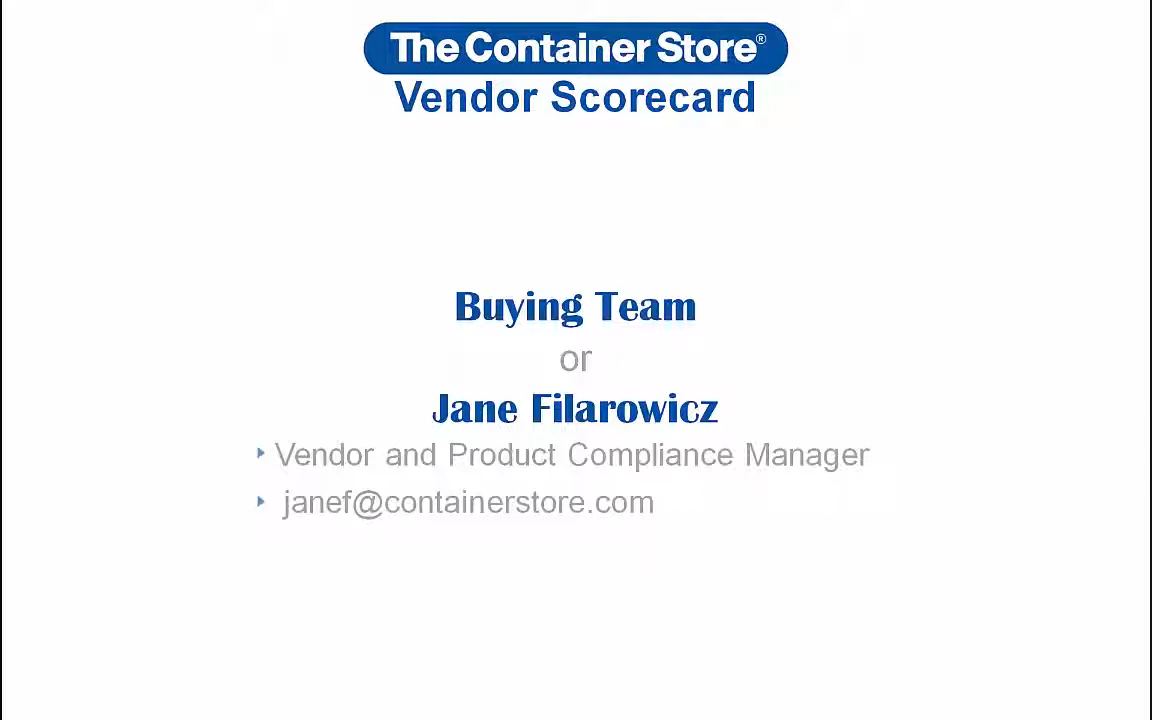 The Container Store®
Vendor Scorecard
Buying Team
or
Jane Filarowicz
Vendor and Product Compliance Manager
janef@containerstore.com